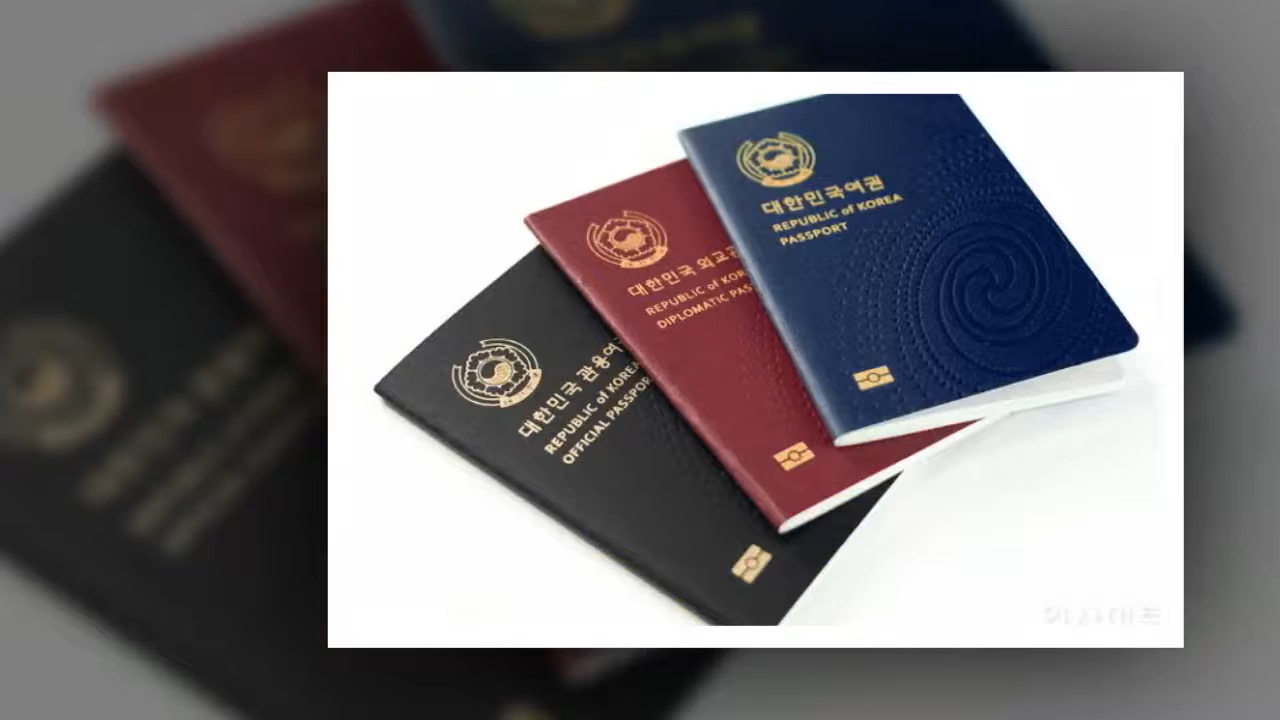 대한민국여권
REPUBLIC of KOREA
PASSPORT
대한민국 외교
REPUBLIC of KOR
DIPLOMATIC PAS
대한민국 관용여
REPUBLIC of KOREA
OFFICIAL PASSPOR